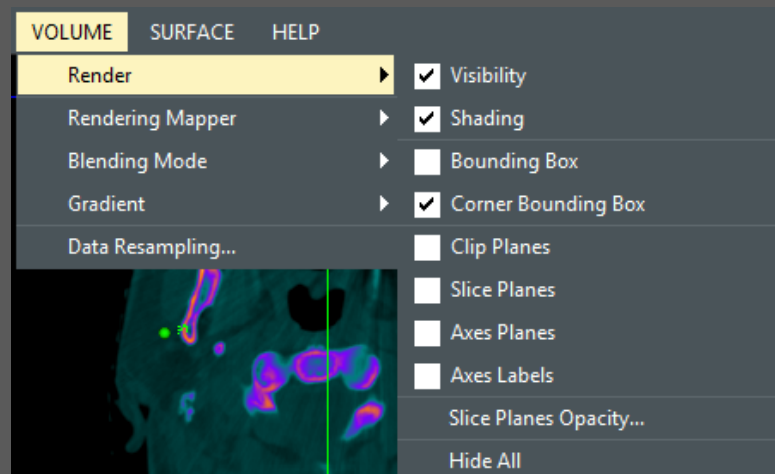 VOLUME SURFACE HELP
Render
Rendering Mapper
Blending Mode
Gradient
Data Resampling...
Visibility
Shading
Bounding Box
Corner Bounding Box
Clip Planes
Slice Planes
Axes Planes
Axes Labels
Slice Planes Opacity...
Hide All